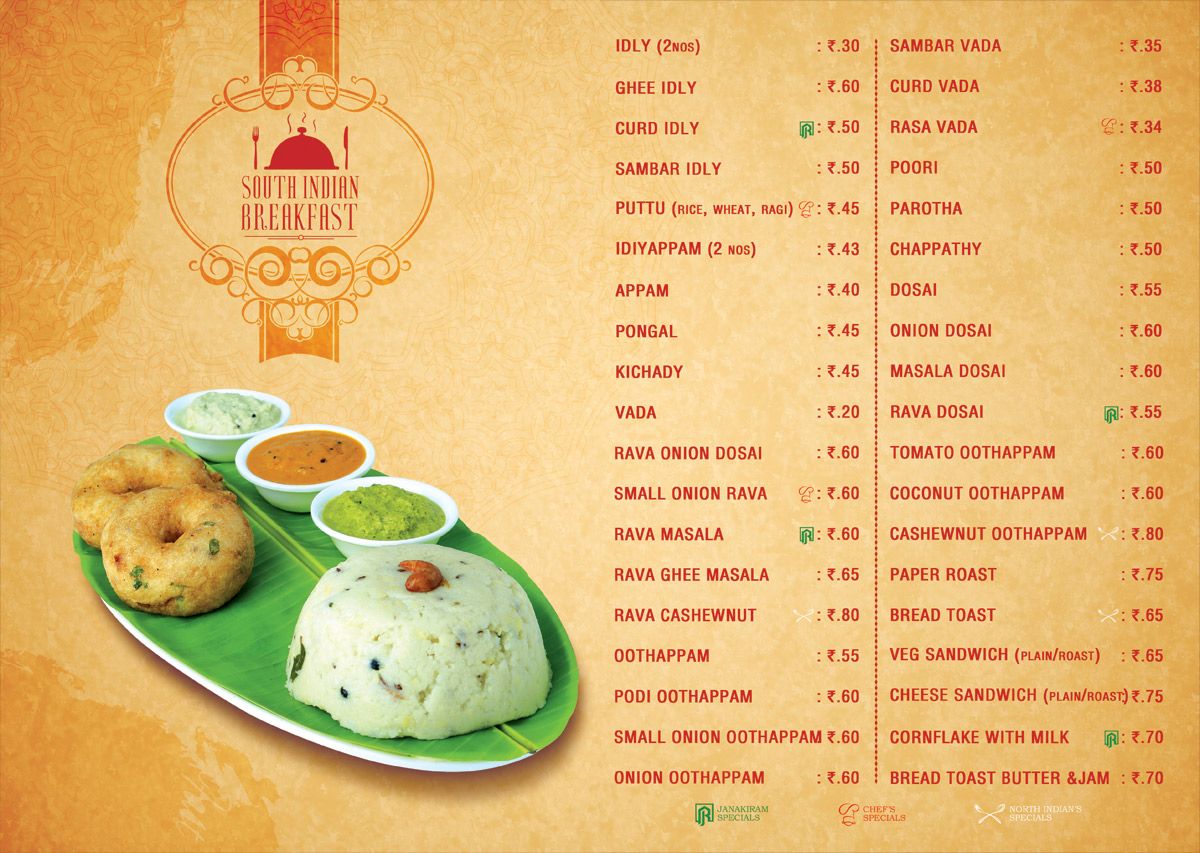 SOUTH INDIAN
BREAKFAST
IDLY (2NOS) : ₹.30
GHEE IDLY : ₹.60
CURD IDLY : ₹.50
SAMBAR IDLY : ₹.50
PUTTU (RICE, WHEAT, RAGI) : ₹.45
IDIYAPPAM (2 NOS) : ₹.43
APPAM : ₹.40
PONGAL : ₹.45
KICHADY : ₹.45
VADA : ₹.20
RAVA ONION DOSAI : ₹.60
SMALL ONION RAVA : ₹.60
RAVA MASALA : ₹.60
RAVA GHEE MASALA : ₹.65
RAVA CASHEWNUT : ₹.80
OOTHAPPAM : ₹.55
PODI OOTHAPPAM : ₹.60
SMALL ONION OOTHAPPAM ₹.60
ONION OOTHAPPAM : ₹.60
SAMBAR VADA : ₹.35
CURD VADA : ₹.38
RASA VADA : ₹.34
POORI : ₹.50
PAROTHA : ₹.50
CHAPPATHY : ₹.50
DOSAI : ₹.55
ONION DOSAI : ₹.60
MASALA DOSAI : ₹.60
RAVA DOSAI : ₹.55
TOMATO OOTHAPPAM : ₹.60
COCONUT OOTHAPPAM : ₹.60
CASHEWNUT OOTHAPPAM : ₹.80
PAPER ROAST : ₹.75
BREAD TOAST : ₹.65
VEG SANDWICH (PLAIN/ROAST) : ₹.65
CHEESE SANDWICH (PLAIN/ROAST) : ₹.75
CORNFLAKE WITH MILK : ₹.70
BREAD TOAST BUTTER &JAM : ₹.70
JANAKIRAM
SPECIALS
CHEF'S
SPECIALS
NORTH INDIAN'S
SPECIALS